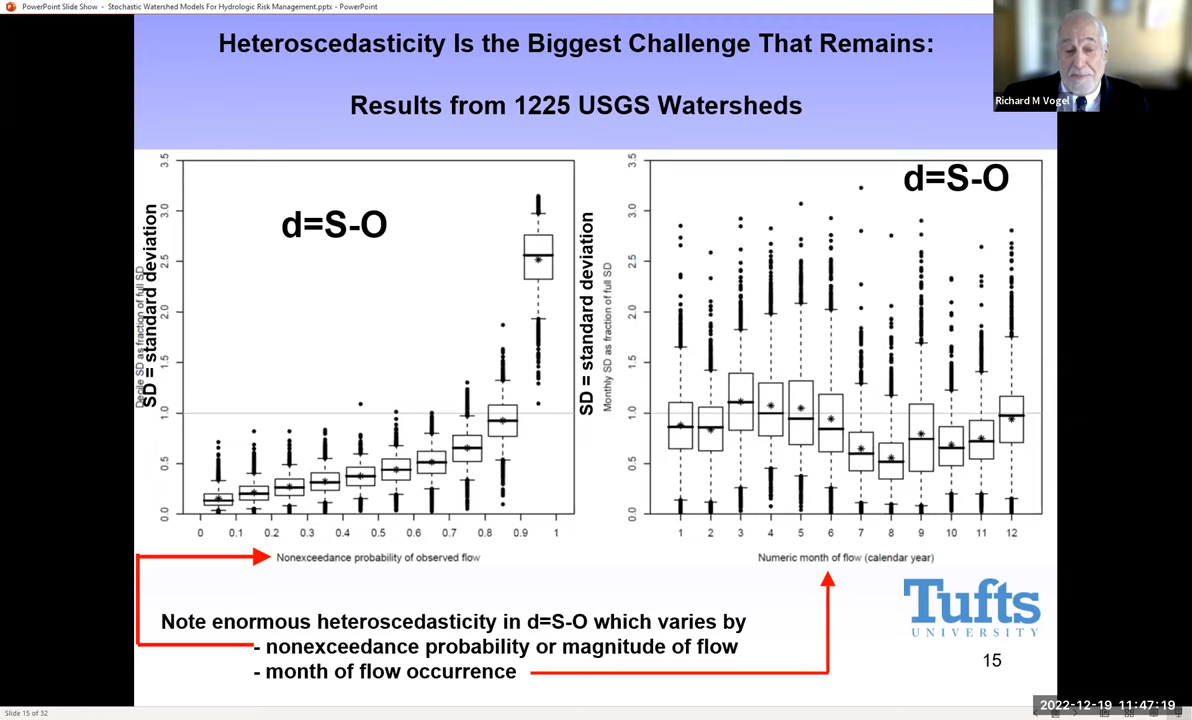 PowerPoint Slide Show - Stochastic Watershed Models For Hydrologic Risk Management.pptx - PowerPoint
Heteroscedasticity Is the Biggest Challenge That Remains:
Results from 1225 USGS Watersheds
Richard M Vogel
d=S-O
SD = standard deviation
Decile SD as fraction of full SD
3.5
3.0
2.5
2.0
1.5
1.0
0.5
0.0
0 0.1 0.2 0.3 0.4 0.5 0.6 0.7 0.8 0.9 1
Nonexceedance probability of observed flow
d=S-O
SD = standard deviation
Monthly SD as fraction of full SD
3.5
3.0
2.5
2.0
1.5
1.0
0.5
0.0
1 2 3 4 5 6 7 8 9 10 11 12
Numeric month of flow (calendar year)
Note enormous heteroscedasticity in d=S-O which varies by
- nonexceedance probability or magnitude of flow
- month of flow occurrence
Tufts
UNIVERSITY
15
2022-12-19 11:47:19
Slide 15 of 32